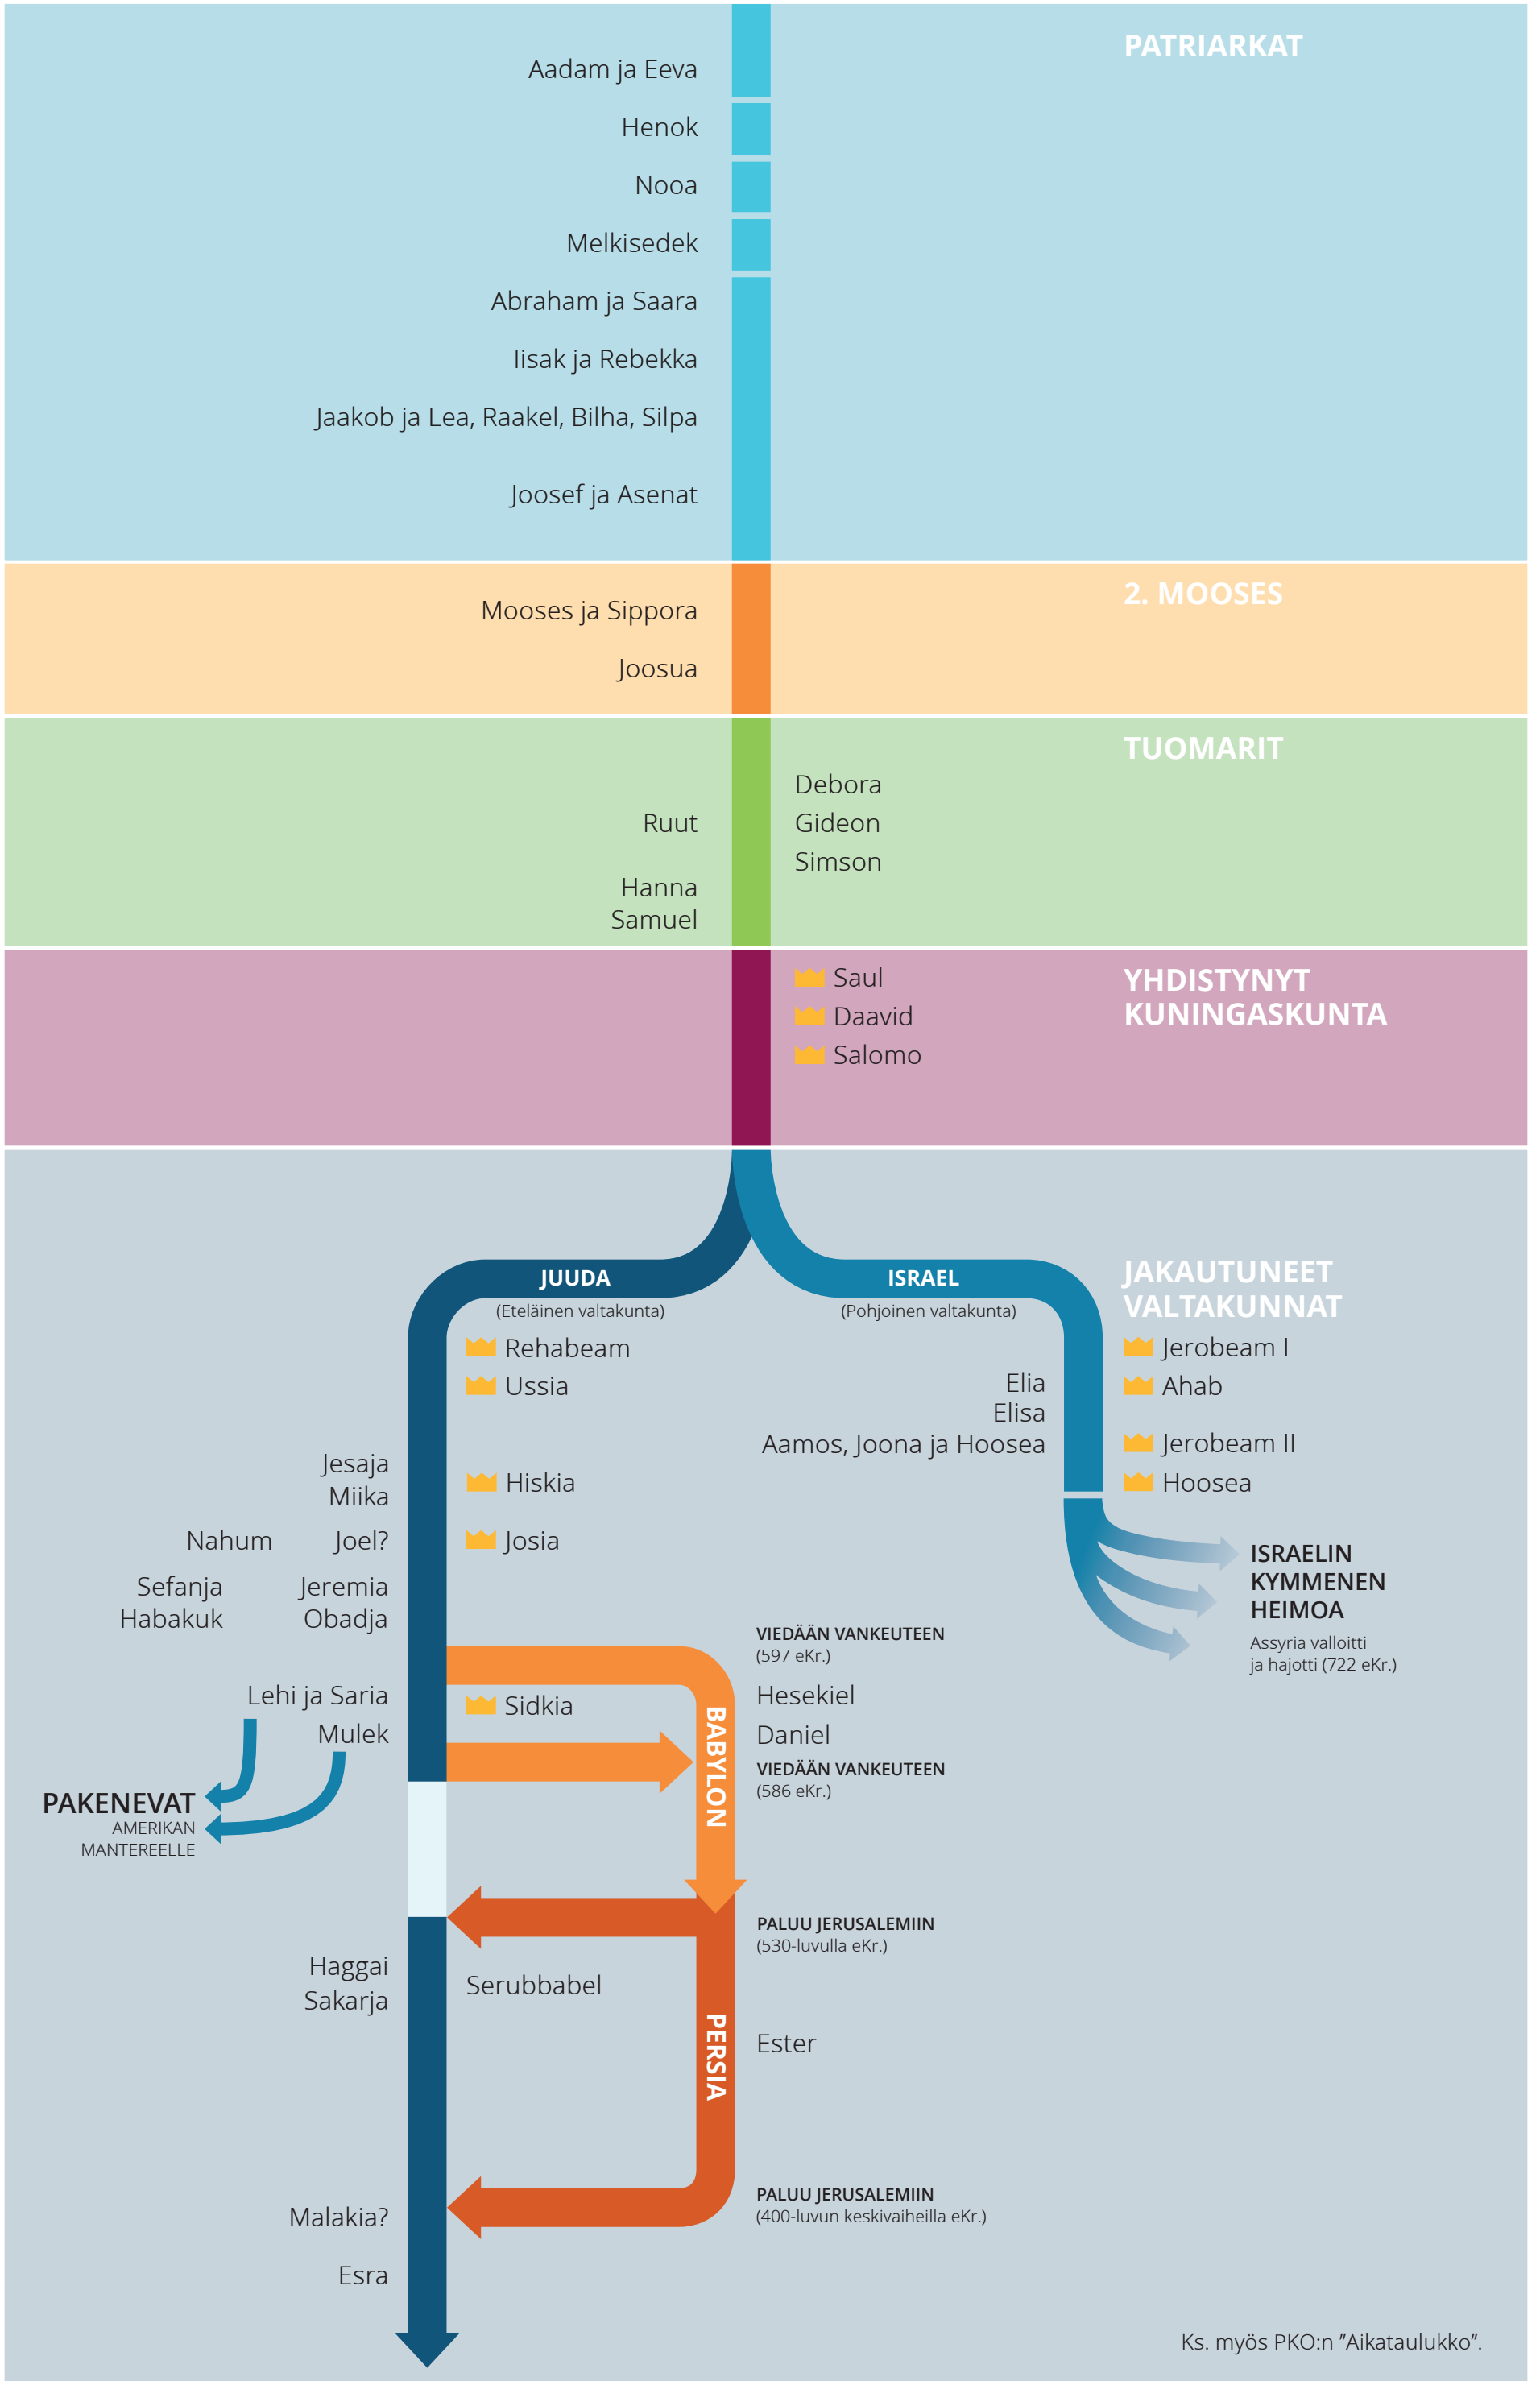 PATRIARKAT
Aadam ja Eeva
Henok
Nooa
Melkisedek
Abraham ja Saara
Iisak ja Rebekka
Jaakob ja Lea, Raakel, Bilha, Silpa
Joosef ja Asenat
2. MOOSES
Mooses ja Sippora
Joosua
TUOMARIT
Debora
Ruut
Gideon
Simson
Hanna
Samuel
YHDISTYNYT
KUNINGASKUNTA
Saul
Daavid
Salomo
JAKAUTUNEET
VALTAKUNNAT
JUUDA
(Eteläinen valtakunta)
Rehabeam
Ussia
Jesaja
Miika
Hiskia
Nahum
Joel?
Josia
Sefanja
Habakuk
Jeremia
Obadja
ISRAEL
(Pohjoinen valtakunta)
Jerobeam I
Elia
Ahab
Elisa
Aamos, Joona ja Hoosea
Jerobeam II
Hoosea
ISRAELIN
KYMMENEN
HEIMOA
Assyria valloitti
ja hajotti (722 eKr.)
VIEDÄÄN VANKEUTEEN
(597 eKr.)
Lehi ja Saria
Sidkia
Hesekiel
Mulek
Daniel
BABYLON
VIEDÄÄN VANKEUTEEN
(586 eKr.)
PAKENEVAT
AMERIKAN
MANTEREELLE
PALUU JERUSALEMIIN
(530-luvulla eKr.)
Haggai
Sakarja
Serubbabel
PERSIA
Ester
PALUU JERUSALEMIIN
(400-luvun keskivaiheilla eKr.)
Malakia?
Esra
Ks. myös PKO:n ”Aikataulukko”.